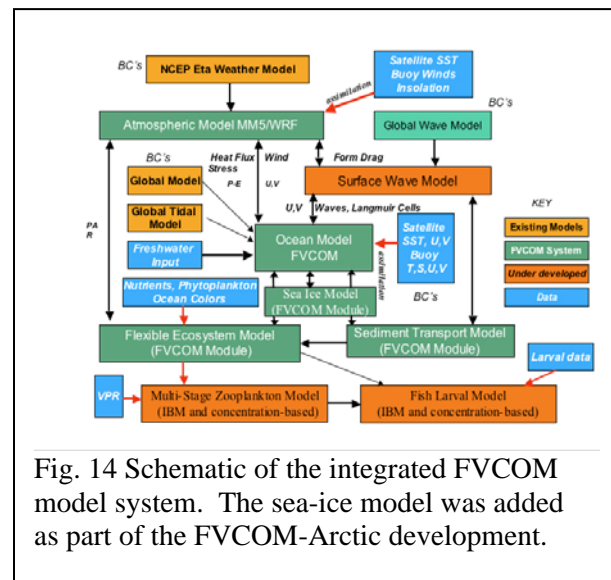 BC's
NCEP Eta Weather Model
Satellite SST
Buoy Winds
Insolation
assimilation
BC's
Atmospheric Model MM5/WRF
Global Wave Model
BC's
Heat Flux
Wind
Stress
P-E
U,V
Form Drag
Global Model
Surface Wave Model
KEY
PA
R
U,V
Waves, Langmuir Cells
Existing Models
Global Tidal
Model
Ocean Model
FVCOM
Satellite
SST, U,V
Buoy
T,S,U,V
FVCOM System
Freshwater
Input
assimilation
Under developed
BC's
Data
Nutrients, Phytoplankton
Ocean Colors
Sea Ice Model
(FVCOM Module)
Flexible Ecosystem Model
(FVCOM Module)
Sediment Transport Model
(FVCOM Module)
Larval data
VPR
Multi-Stage Zooplankton Model
(IBM and concentration-based)
Fish Larval Model
(IBM and concentration-based)
Fig. 14 Schematic of the integrated FVCOM
model system.  The sea-ice model was added
as part of the FVCOM-Arctic development.